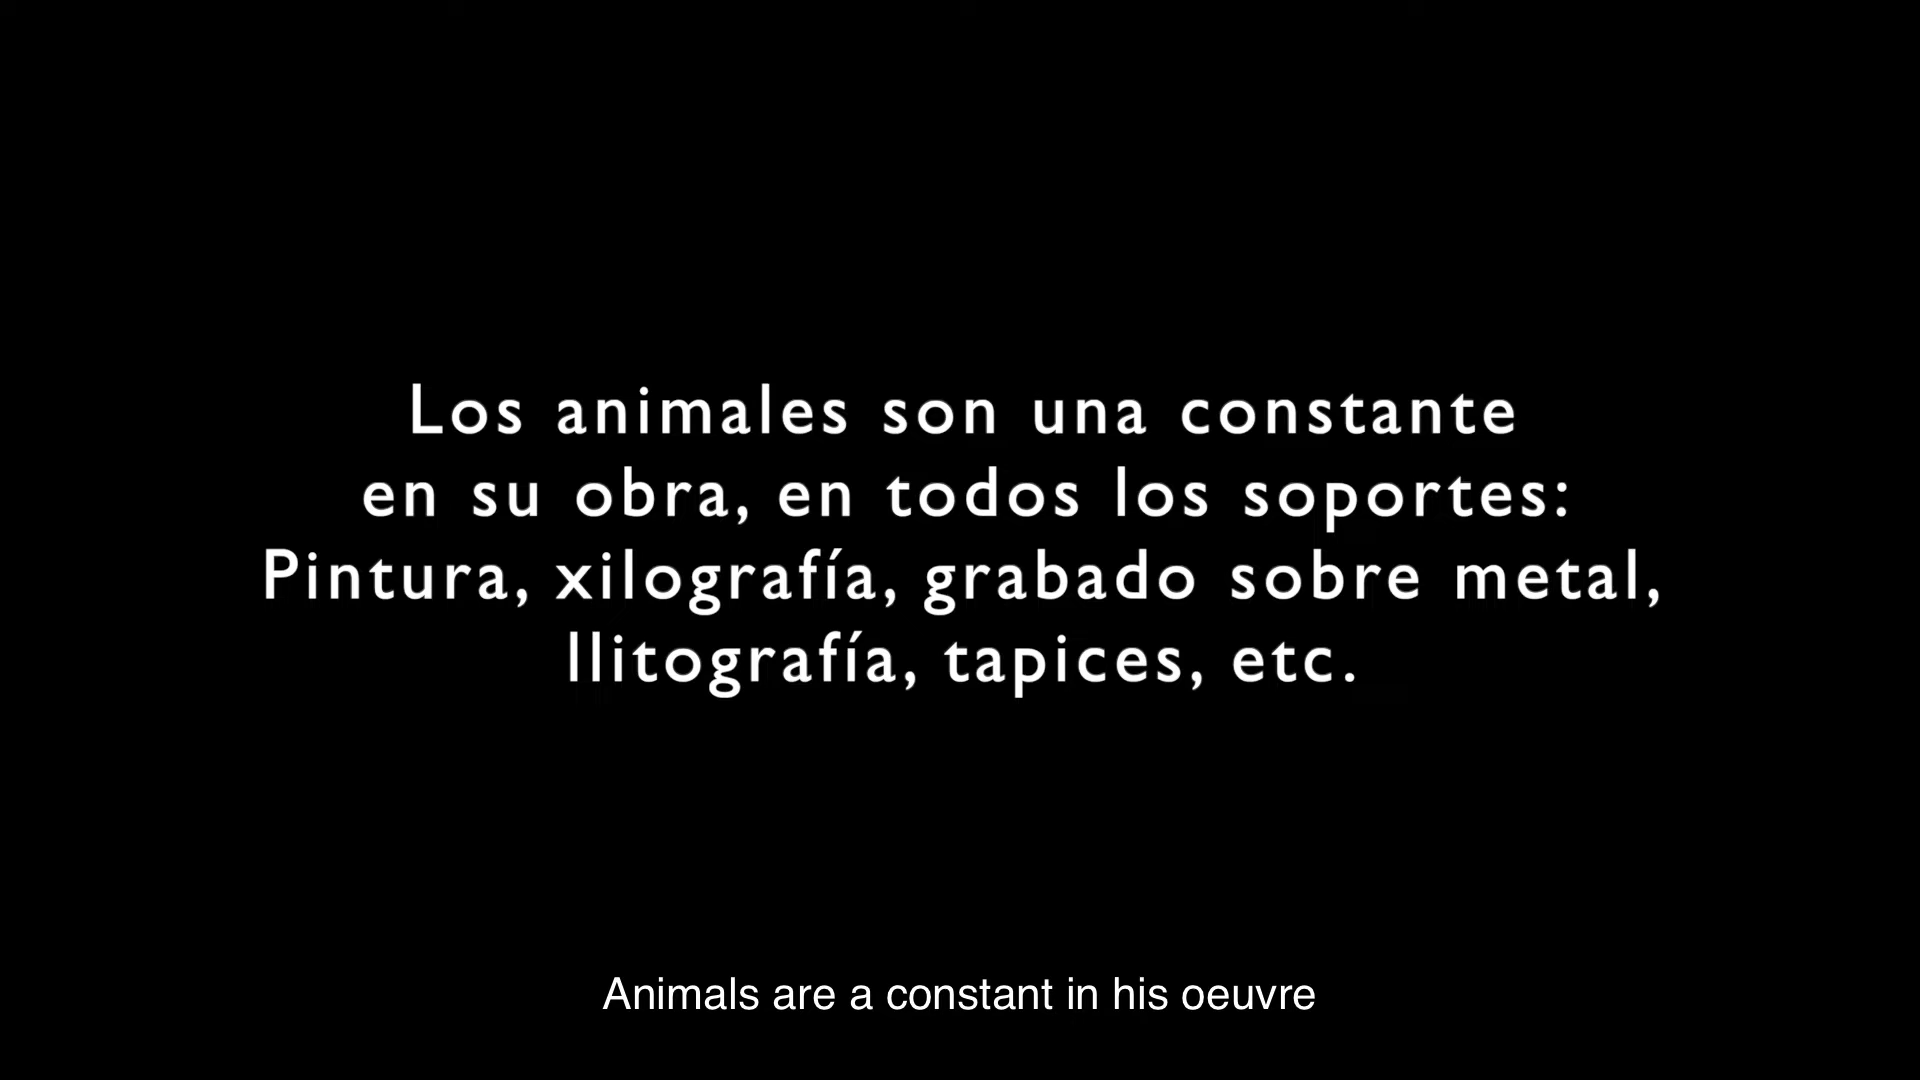 Los animales son una constante
en su obra, en todos los soportes:
Pintura, xilografía, grabado sobre metal,
llitografía, tapices, etc.
Animals are a constant in his oeuvre